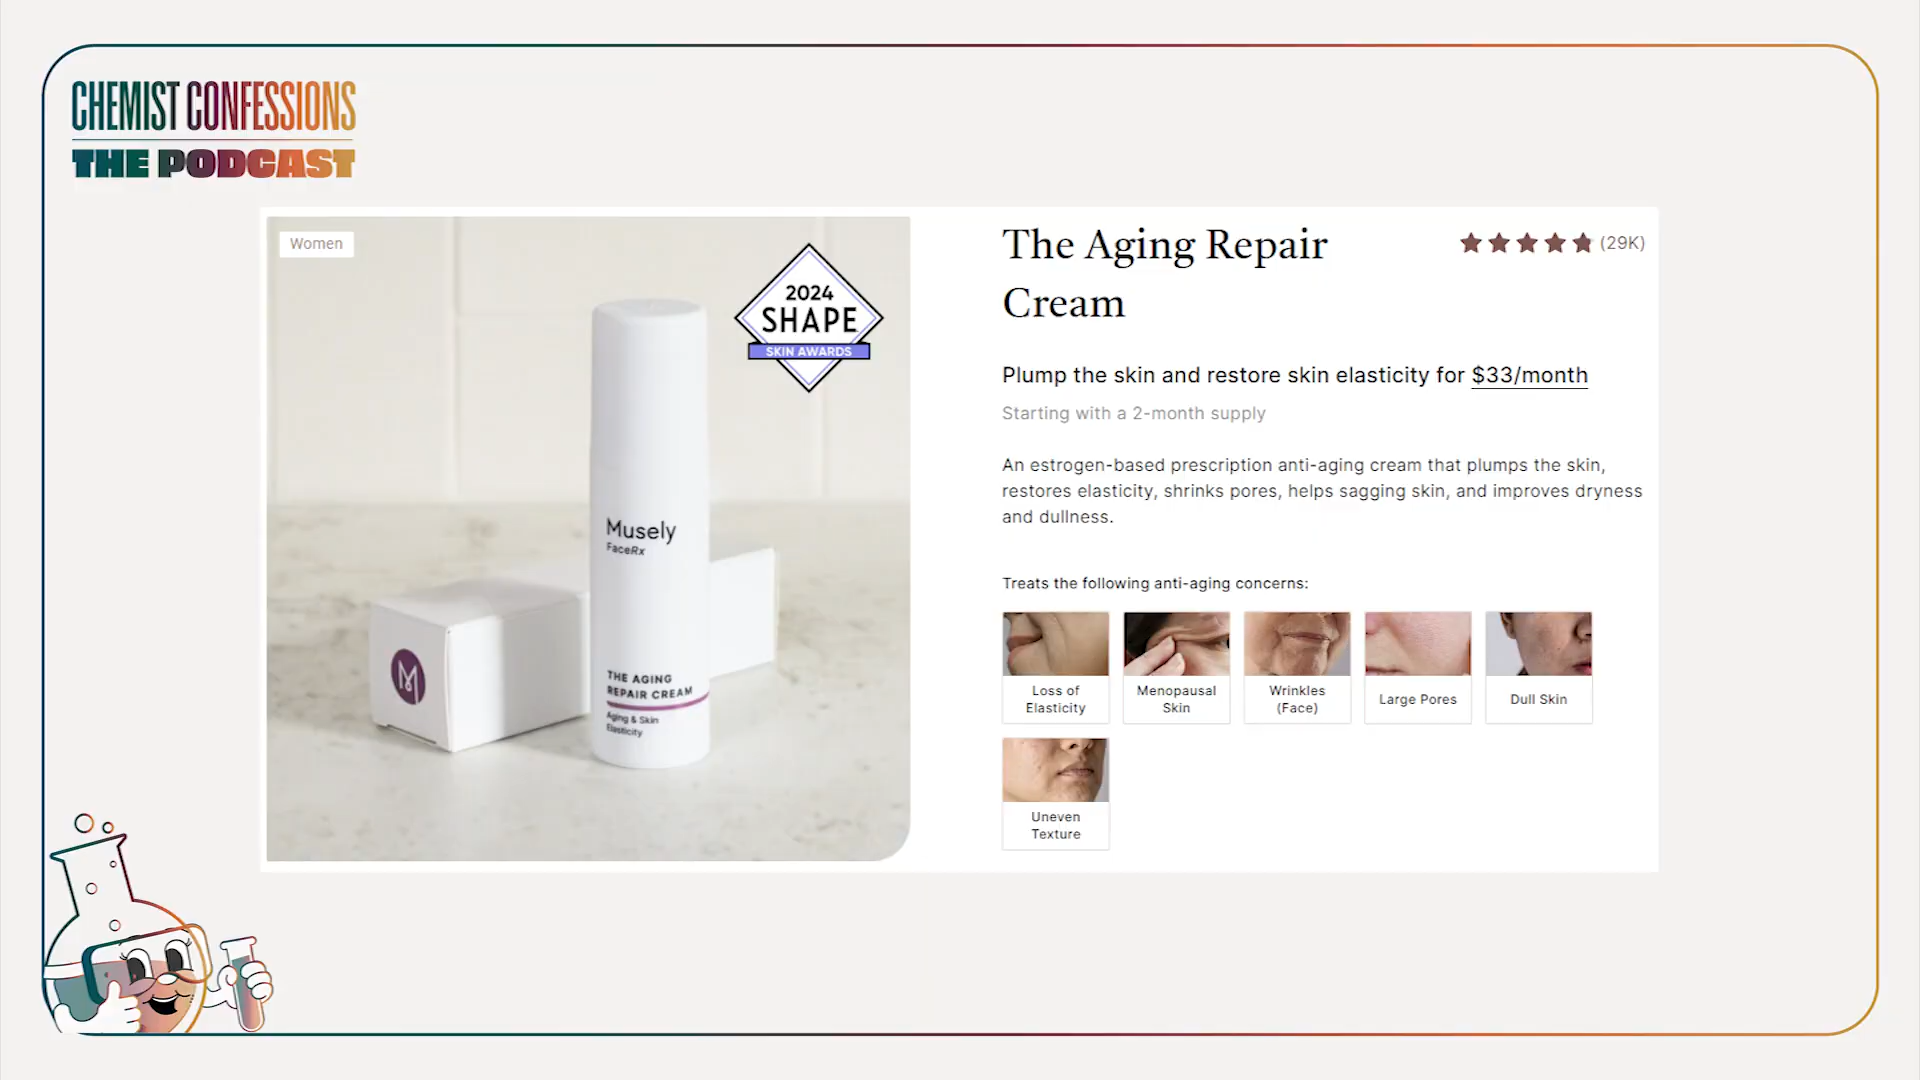 CHEMIST CONFESSIONS
THE PODCAST
Women
2024
SHAPE
SKIN AWARDS
Musely
FaceRx
M
THE AGING
REPAIR CREAM
Aging & Skin
Elasticity
The Aging Repair
Cream
(29K)
Plump the skin and restore skin elasticity for $33/month
Starting with a 2-month supply
An estrogen-based prescription anti-aging cream that plumps the skin,
restores elasticity, shrinks pores, helps sagging skin, and improves dryness
and dullness.
Treats the following anti-aging concerns:
Loss of
Elasticity
Menopausal
Skin
Wrinkles
(Face)
Large Pores
Dull Skin
Uneven
Texture